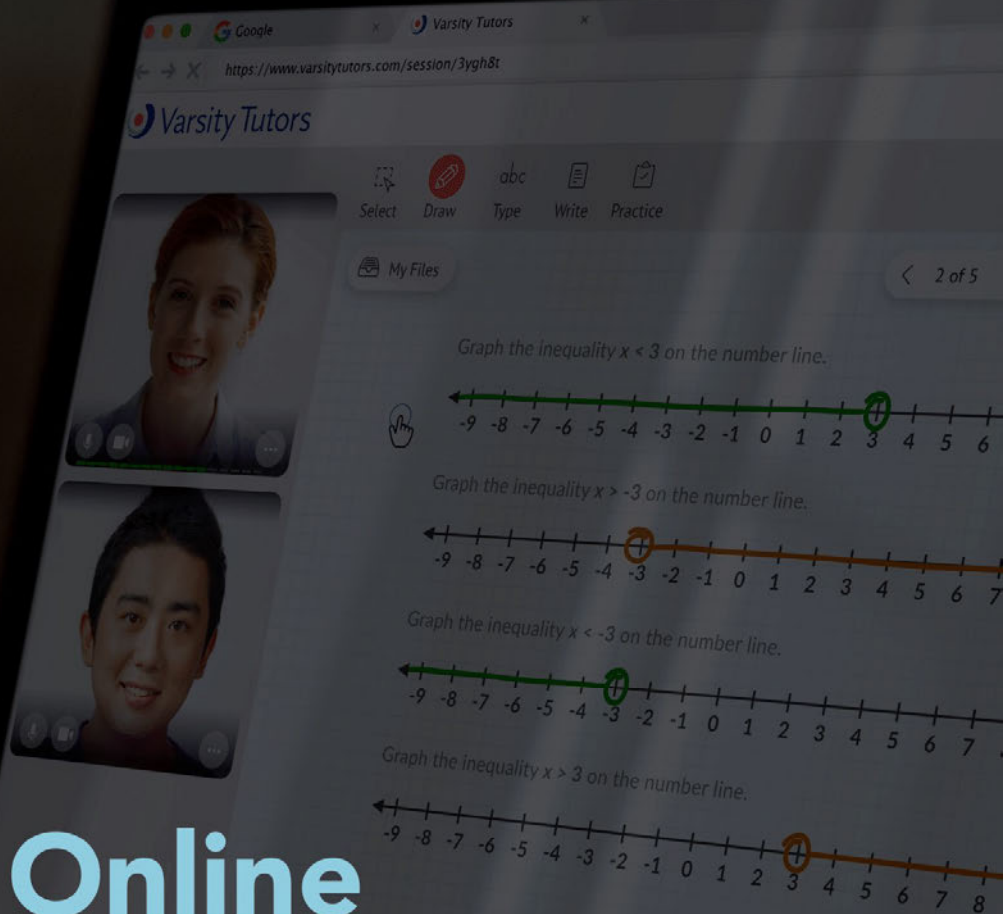 Google
Varsity Tutors
https://www.varsitytutors.com/session/3ygh8t
Varsity Tutors
Select Draw abc Type Write Practice
My Files
2 of 5
Graph the inequality x < 3 on the number line.
-9 -8 -7 -6 -5 -4 -3 -2 -1 0 1 2 3 4 5 6
Graph the inequality x > -3 on the number line.
-9 -8 -7 -6 -5 -4 -3 -2 -1 0 1 2 3 4 5 6 7
Graph the inequality x < -3 on the number line.
-9 -8 -7 -6 -5 -4 -3 -2 -1 0 1 2 3 4 5 6 7
Graph the inequality x > 3 on the number line.
-9 -8 -7 -6 -5 -4 -3 -2 -1 0 1 2 3 4 5 6 7 8
Online